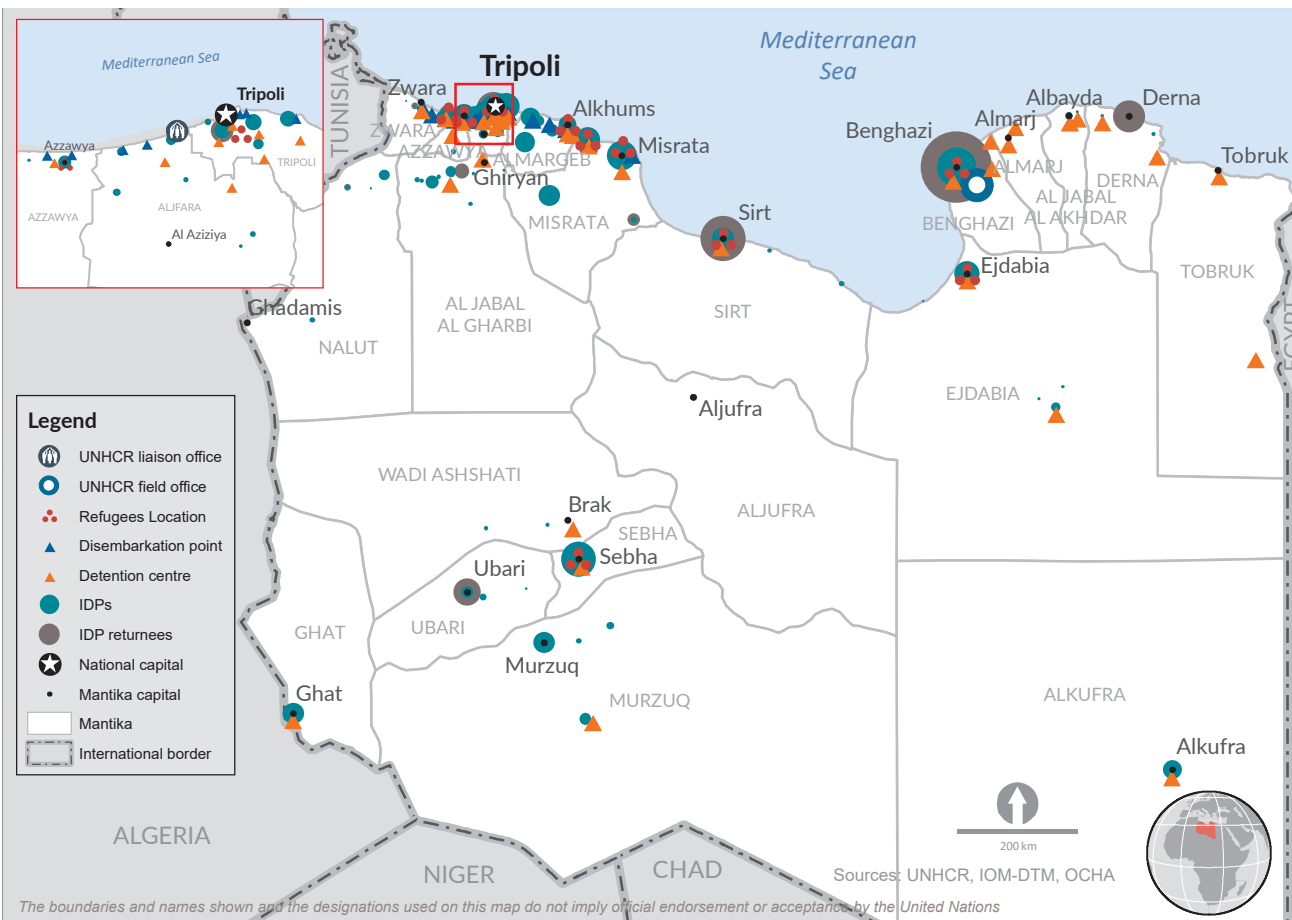 Mediterranean Sea
Tripoli
Azzawya
TRIPOLI
AZZAWYA
ALJFARA
Al Aziziya
Mediterranean
Sea
TUNISIA
Tripoli
Zwara
Alkhums
ZWARA
AZZAWYA
ALMARGEB
Misrata
Ghiryan
MISRATA
Sirt
Benghazi
Almarj
Albayda
Derna
Tobruk
ALMARJ
DERNA
AL JABAL
AL AKHDAR
BENGHAZI
Ejdabia
TOBRUK
EGYPT
Ghadamis
NALUT
AL JABAL
AL GHARBI
SIRT
EJDABIA
Aljufra
WADI ASHSHATI
Brak
SEBHA
Sebha
ALJUFRA
Ubari
UBARI
GHAT
Murzuq
Ghat
MURZUQ
ALKUFRA
Alkufra
Legend
UNHCR liaison office
UNHCR field office
Refugees Location
Disembarkation point
Detention centre
IDPs
IDP returnees
National capital
Mantika capital
Mantika
International border
ALGERIA
NIGER
CHAD
200 km
Sources: UNHCR, IOM-DTM, OCHA
The boundaries and names shown and the designations used on this map do not imply official endorsement or acceptance by the United Nations